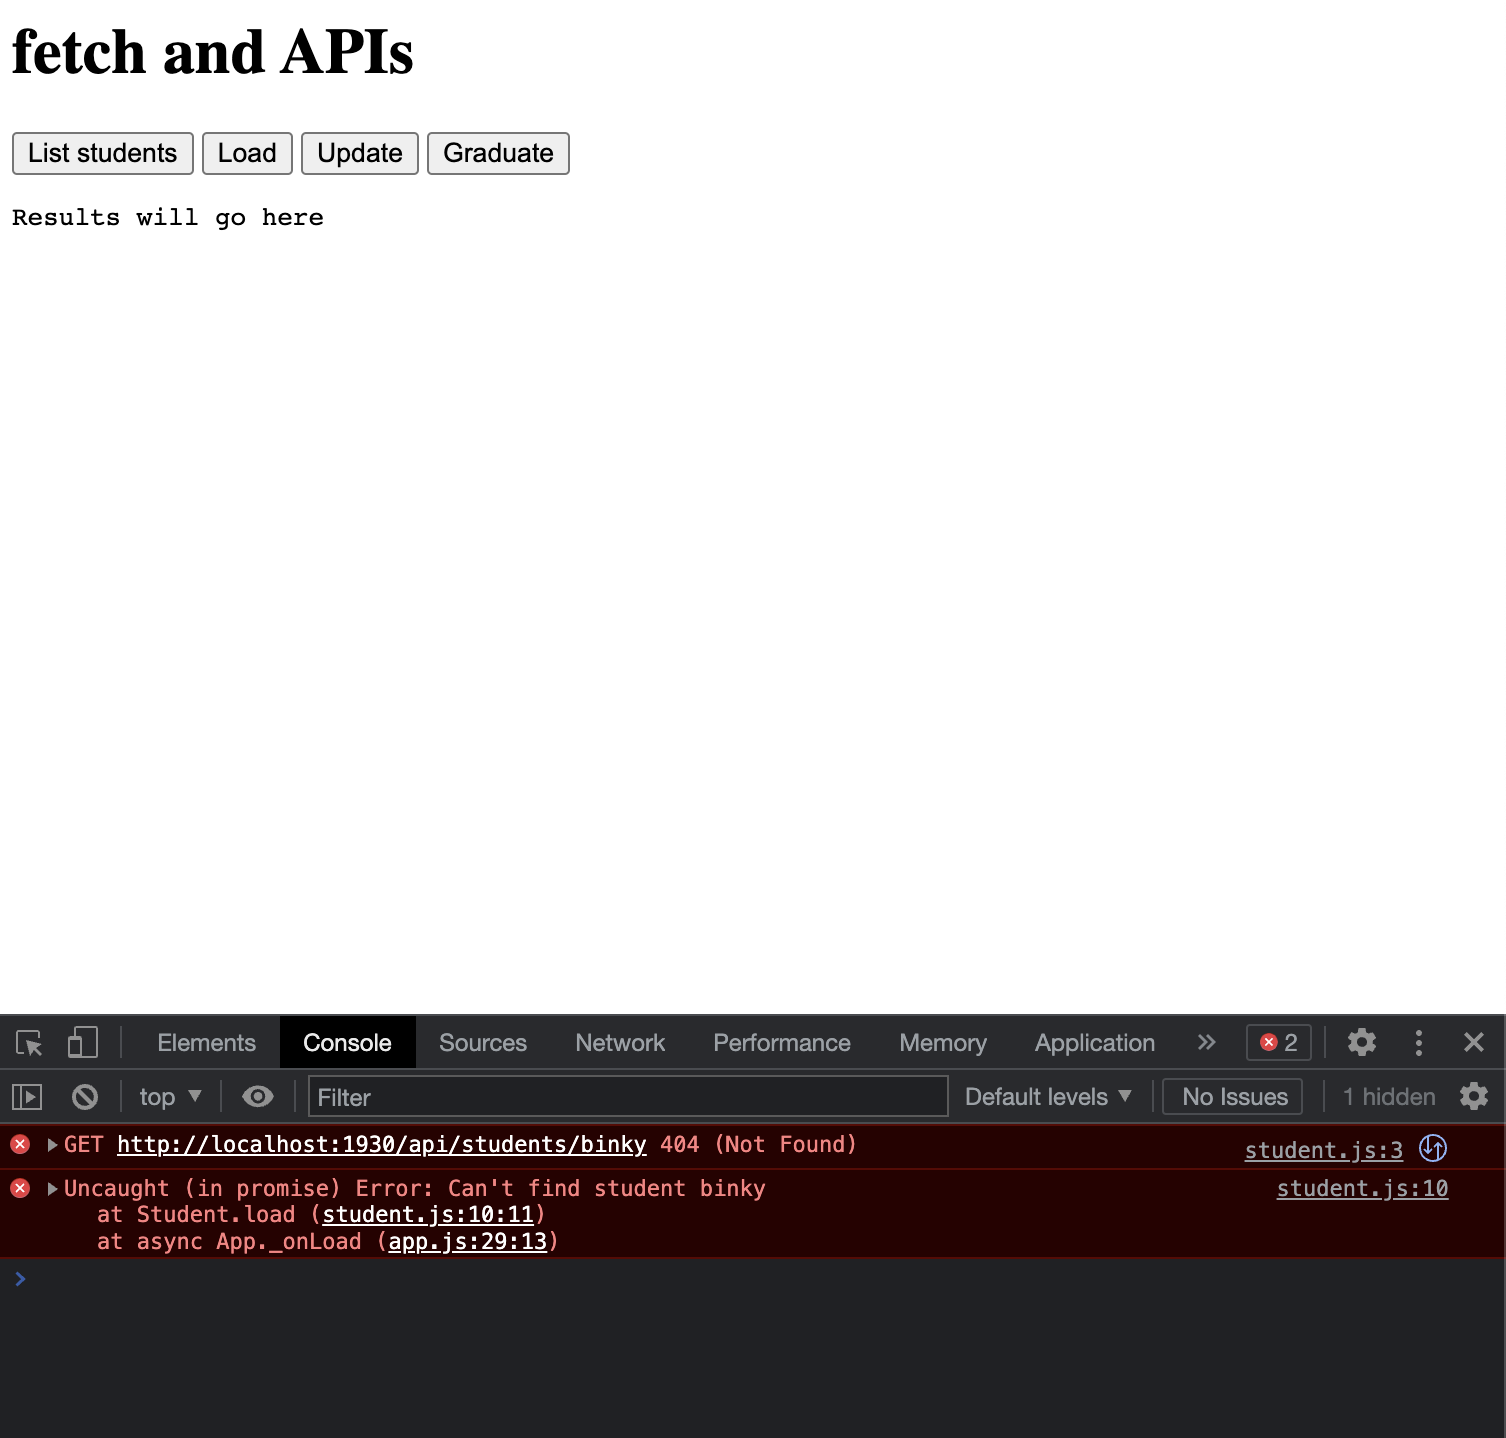 fetch and APIs
List students Load Update Graduate
Results will go here
Elements Console Sources Network Performance Memory Application 2
top Filter Default levels No Issues 1 hidden
GET http://localhost:1930/api/students/binky 404 (Not Found) student.js:3
Uncaught (in promise) Error: Can't find student binky student.js:10
at Student.load (student.js:10:11)
at async App._onLoad (app.js:29:13)